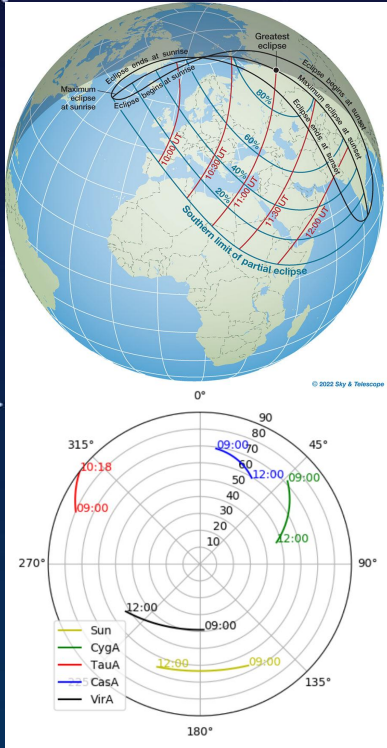 Greatest
eclipse
Eclipse ends at sunrise
Maximum
eclipse
at sunrise
Eclipse begins at sunrise
Eclipse begins at sunset
Maximum eclipse at sunset
Eclipse ends at sunset
80%
60%
40%
20%
10:00 UT
10:30 UT
11:00 UT
11:30 UT
12:00 UT
Southern limit of partial eclipse
© 2022 Sky & Telescope
0°
315°
45°
270°
90°
135°
180°
90
80
70
60
50
40
30
20
10
10:18
09:00
09:00
12:00
09:00
12:00
12:00
09:00
12:00
09:00
Sun
CygA
TauA
CasA
VirA